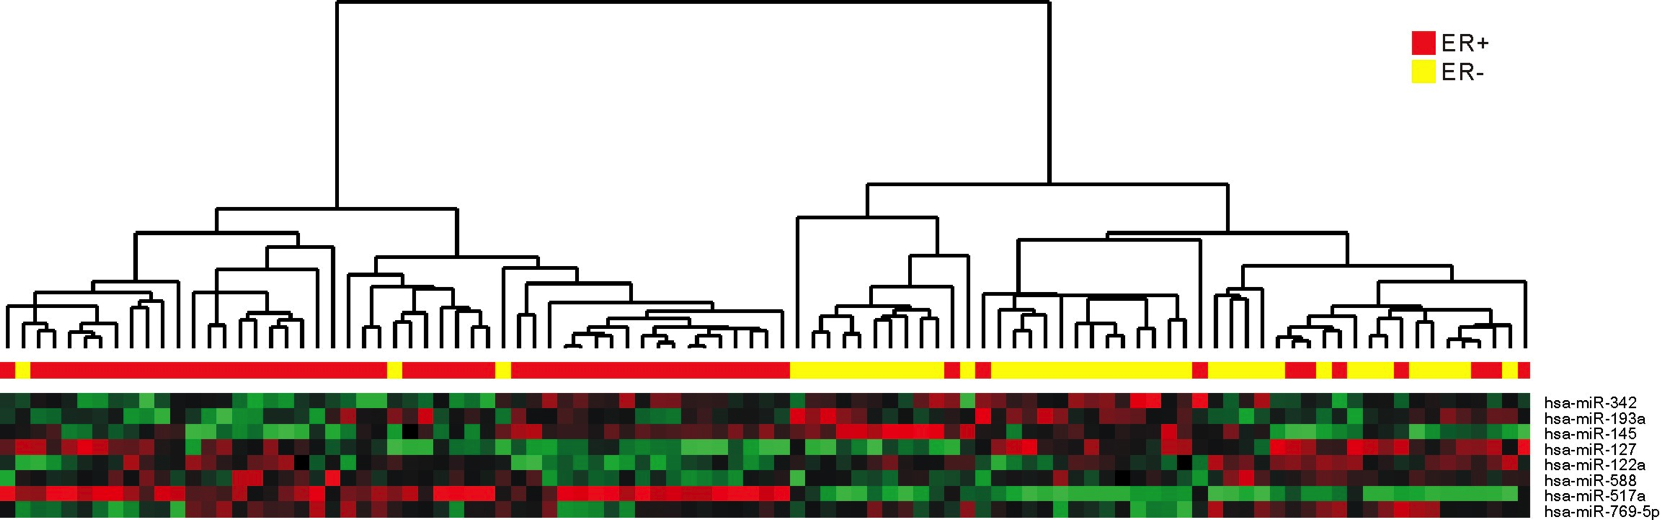 ER+
ER-
hsa-miR-342
hsa-miR-193a
hsa-miR-145
hsa-miR-127
hsa-miR-122a
hsa-miR-588
hsa-miR-517a
hsa-miR-769-5p